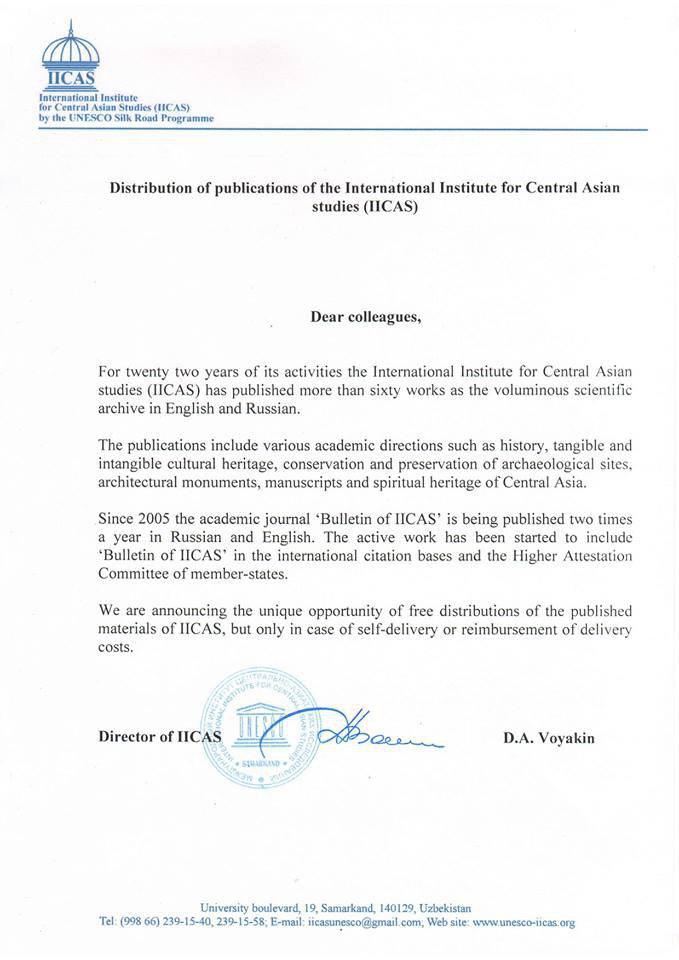 IICAS
International Institute
for Central Asian Studies (IICAS)
by the UNESCO Silk Road Programme
Distribution of publications of the International Institute for Central Asian
studies (IICAS)
Dear colleagues,
For twenty two years of its activities the International Institute for Central Asian
studies (IICAS) has published more than sixty works as the voluminous scientific
archive in English and Russian.
The publications include various academic directions such as history, tangible and
intangible cultural heritage, conservation and preservation of archaeological sites,
architectural monuments, manuscripts and spiritual heritage of Central Asia.
Since 2005 the academic journal ‘Bulletin of IICAS’ is being published two times
a year in Russian and English. The active work has been started to include
‘Bulletin of IICAS’ in the international citation bases and the Higher Attestation
Committee of member-states.
We are announcing the unique opportunity of free distributions of the published
materials of IICAS, but only in case of self-delivery or reimbursement of delivery
costs.
Director of IICAS
UNESCO
SAMARKAND
D.A. Voyakin
University boulevard, 19, Samarkand, 140129, Uzbekistan
Tel: (998 66) 239-15-40, 239-15-58; E-mail: iicasunesco@gmail.com; Web site: www.unesco-iicas.org